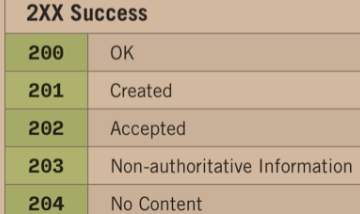 2XX Success
200 OK
201 Created
202 Accepted
203 Non-authoritative Information
204 No Content